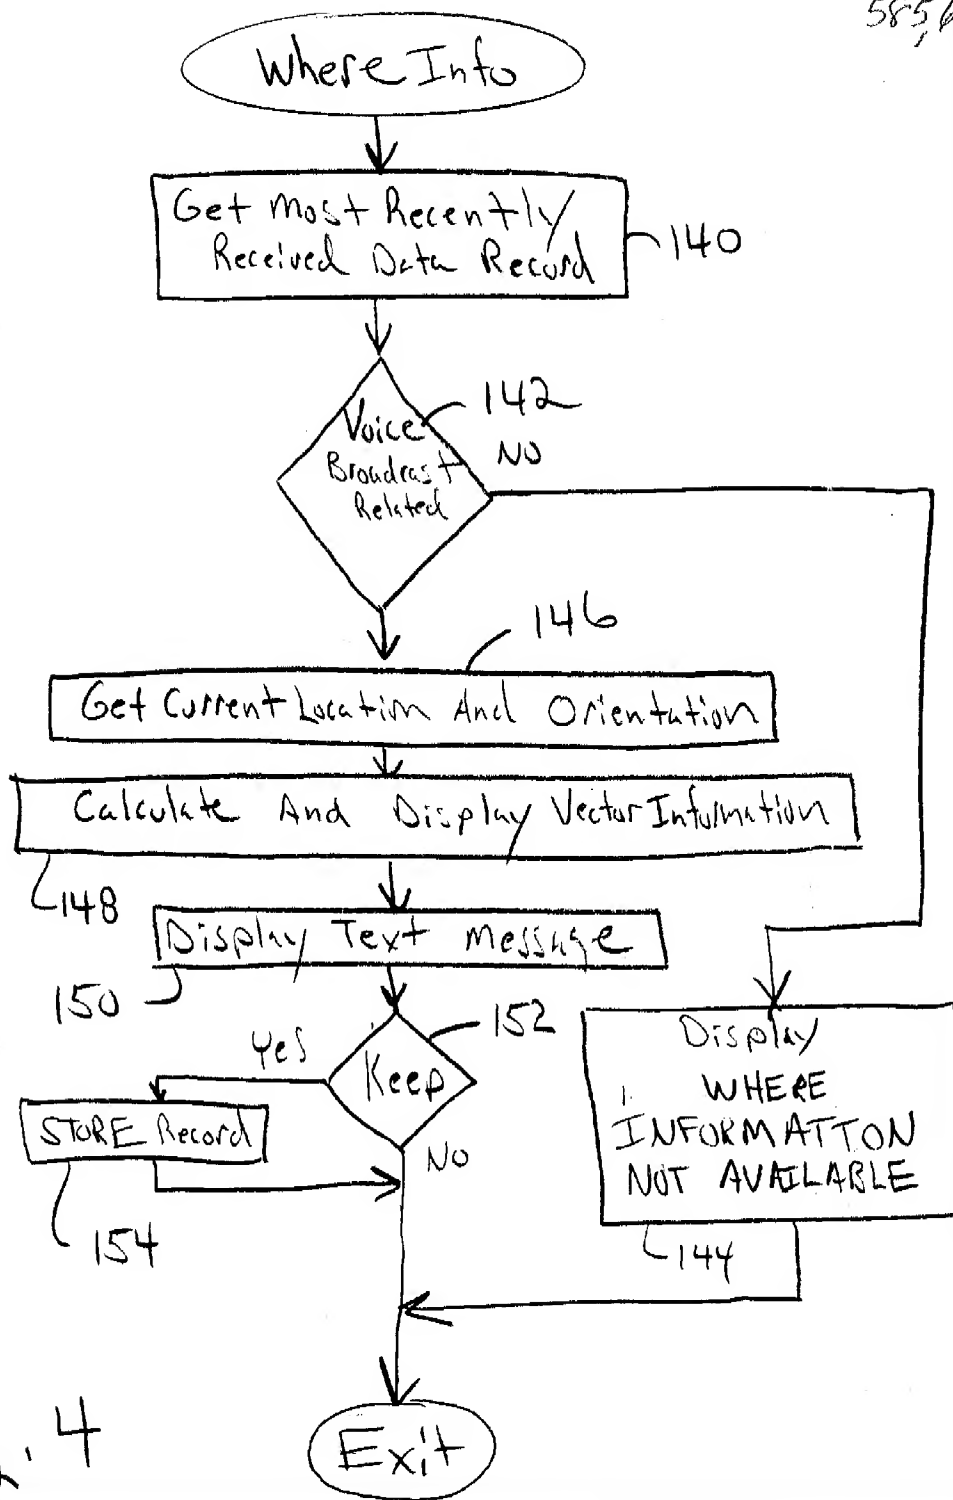 585,6
Where Info
Get Most Recently
Received Data Record
140
142
Voice
Broadcast
Related
NO
146
Get Current Location And Orientation
Calculate And Display Vector Information
148
Display Text Message
150
152
Yes
Keep
Display
WHERE
INFORMATION
NOT AVAILABLE
STORE Record
NO
154
144
4
Exit